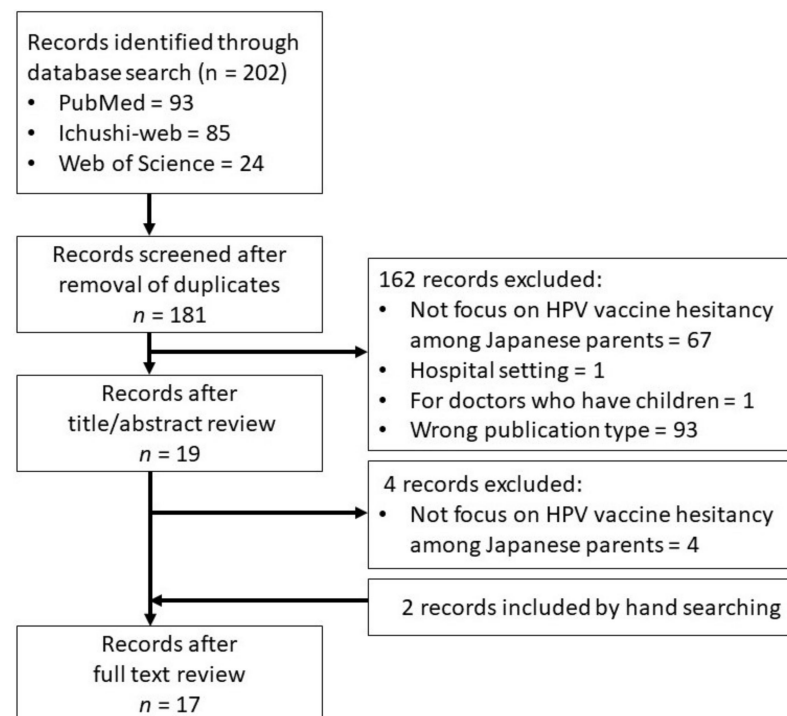 Records identified through
database search (n = 202)
• PubMed = 93
• Ichushi-web = 85
• Web of Science = 24
Records screened after
removal of duplicates
n = 181
162 records excluded:
• Not focus on HPV vaccine hesitancy
among Japanese parents = 67
• Hospital setting = 1
• For doctors who have children = 1
• Wrong publication type = 93
Records after
title/abstract review
n = 19
4 records excluded:
• Not focus on HPV vaccine hesitancy
among Japanese parents = 4
2 records included by hand searching
Records after
full text review
n = 17